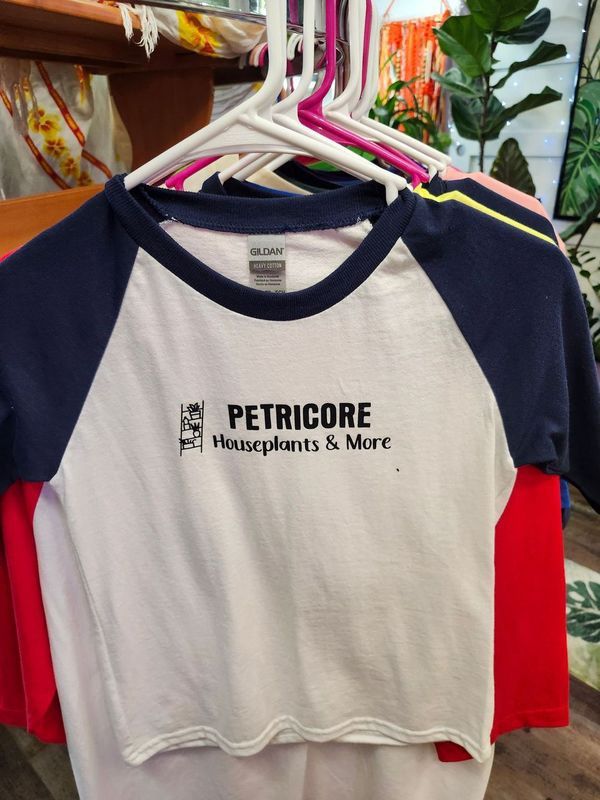 GILDAN
HEAVY COTTON
PETRICORE
Houseplants & More